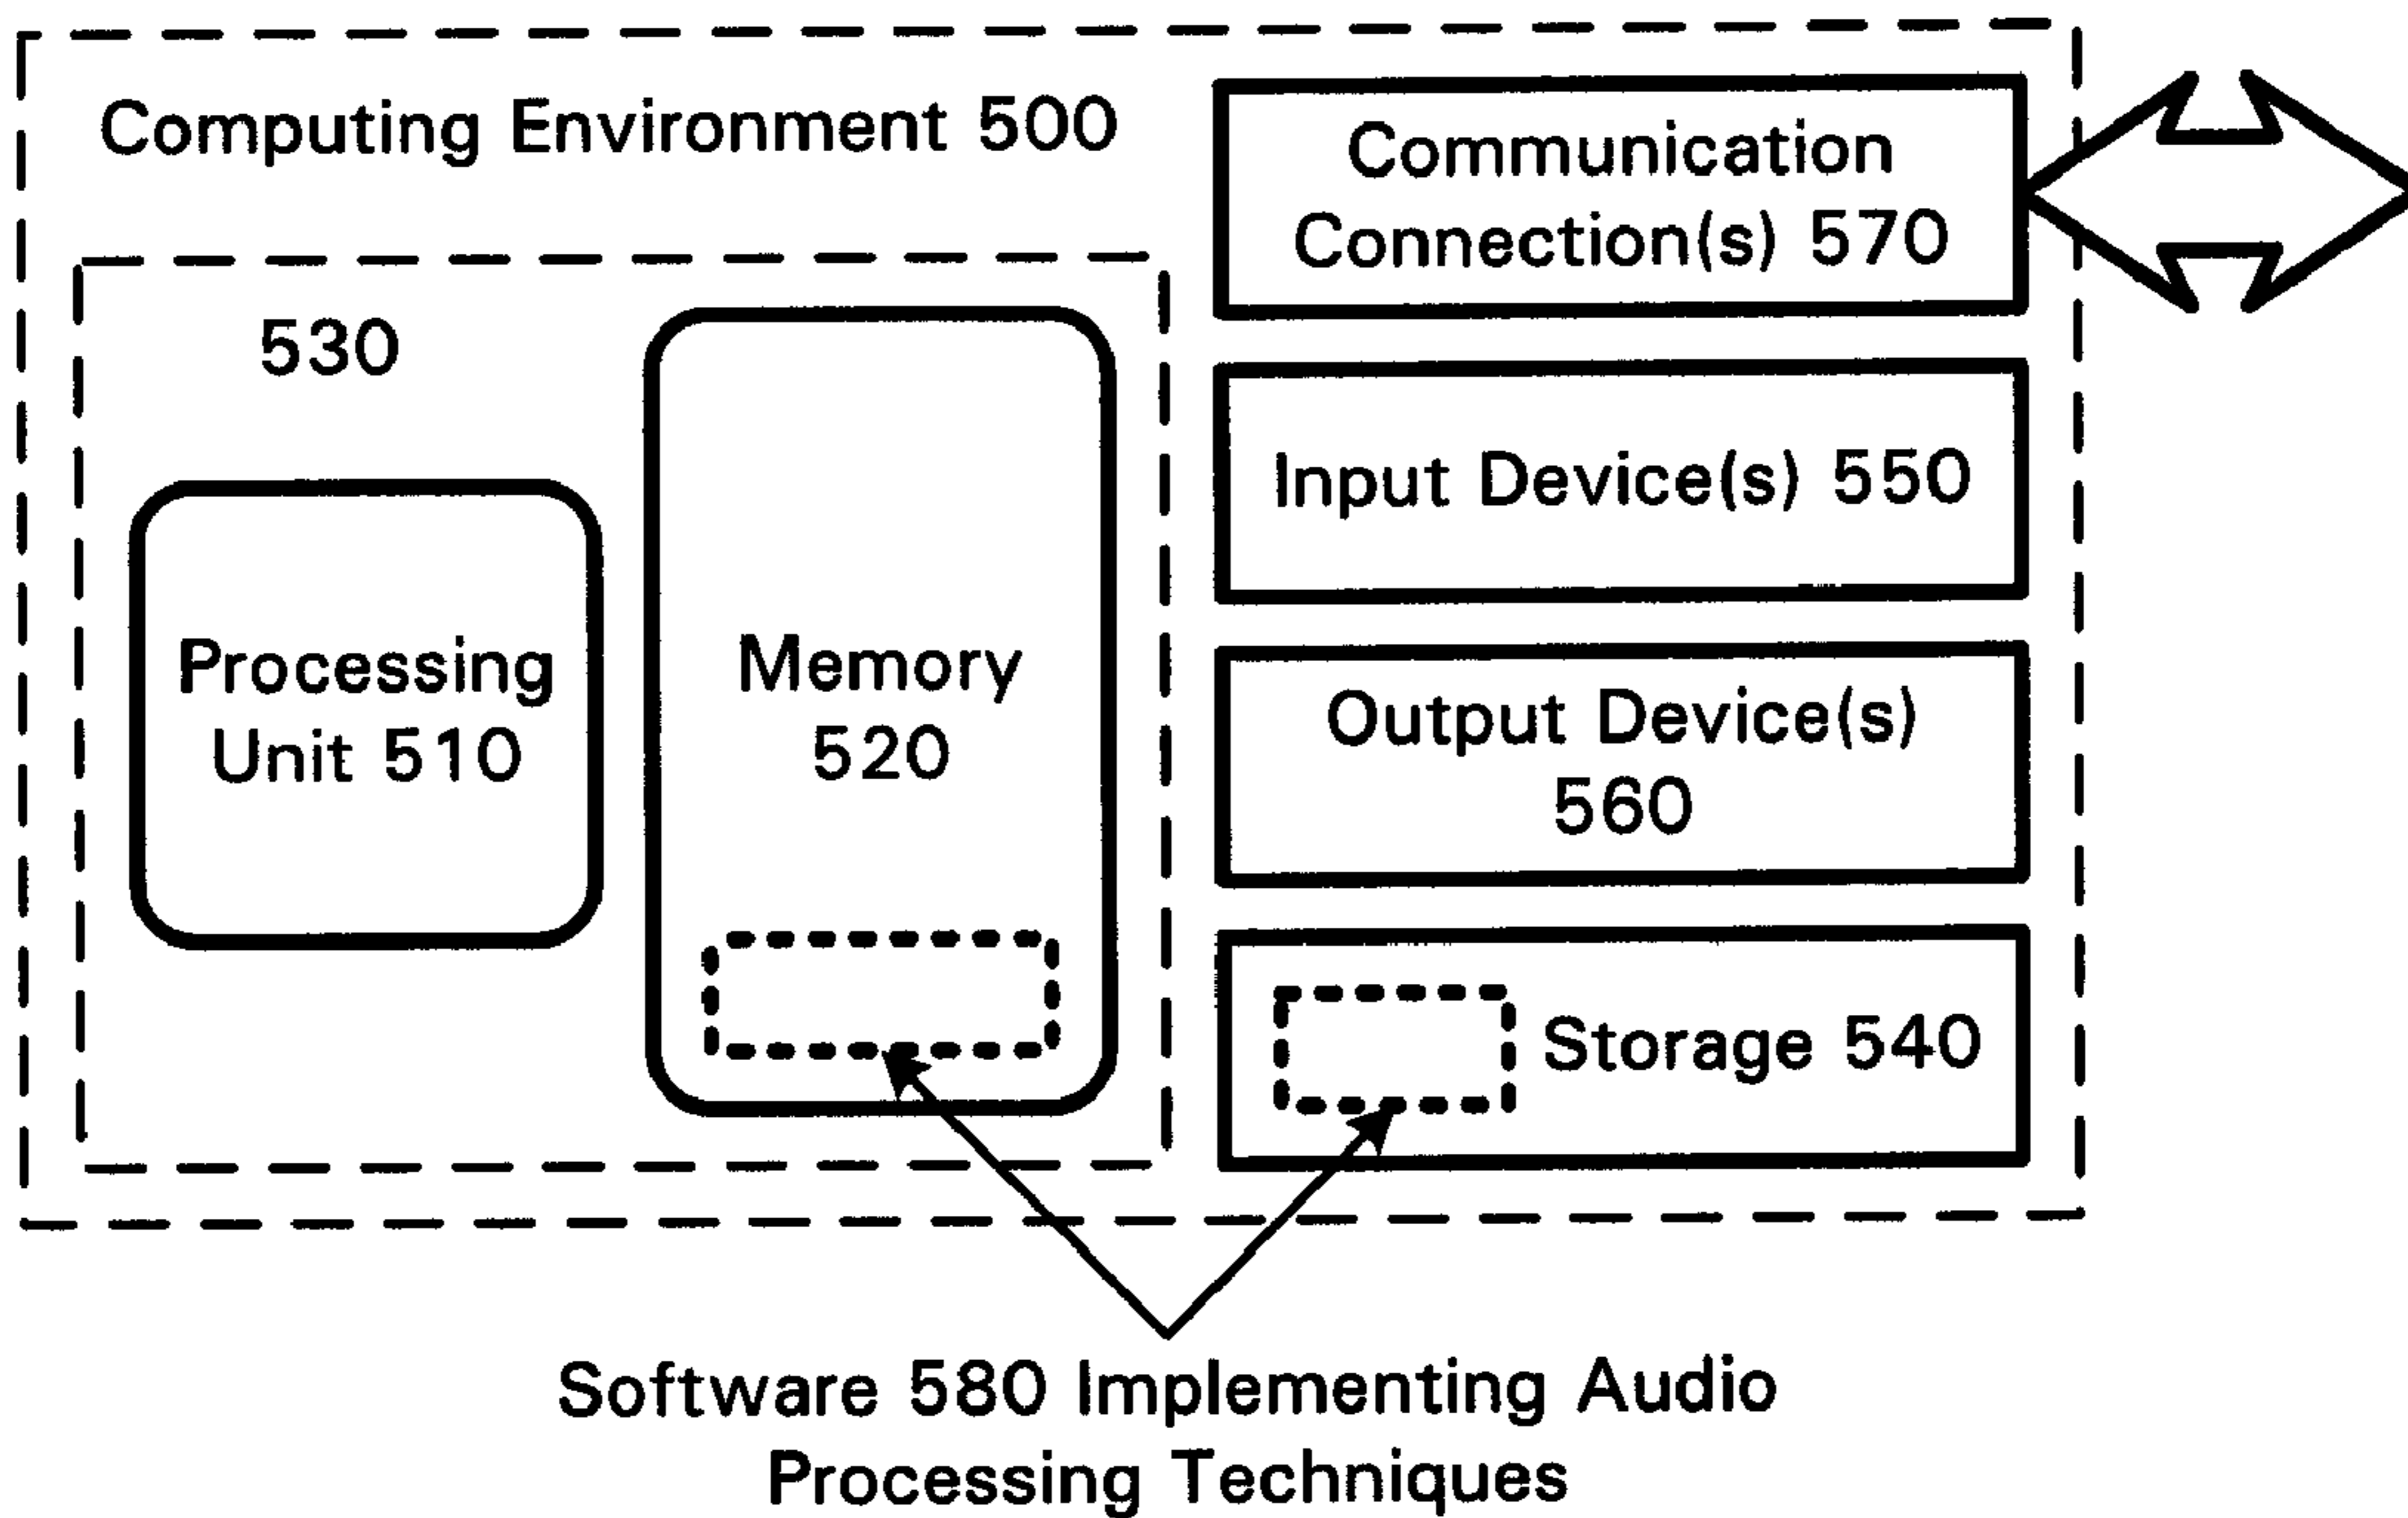 Computing Environment 500
Communication
Connection(s) 570
530
Input Device(s) 550
Processing
Unit 510
Memory
520
Output Device(s)
560
Storage 540
Software 580 Implementing Audio
Processing Techniques